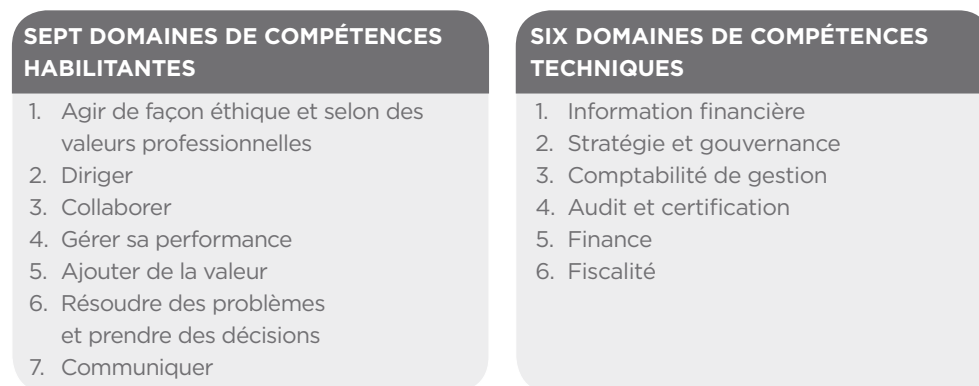 SEPT DOMAINES DE COMPÉTENCES
HABILITANTES
1. Agir de façon éthique et selon des
valeurs professionnelles
2. Diriger
3. Collaborer
4. Gérer sa performance
5. Ajouter de la valeur
6. Résoudre des problèmes
et prendre des décisions
7. Communiquer
SIX DOMAINES DE COMPÉTENCES
TECHNIQUES
1. Information financière
2. Stratégie et gouvernance
3. Comptabilité de gestion
4. Audit et certification
5. Finance
6. Fiscalité